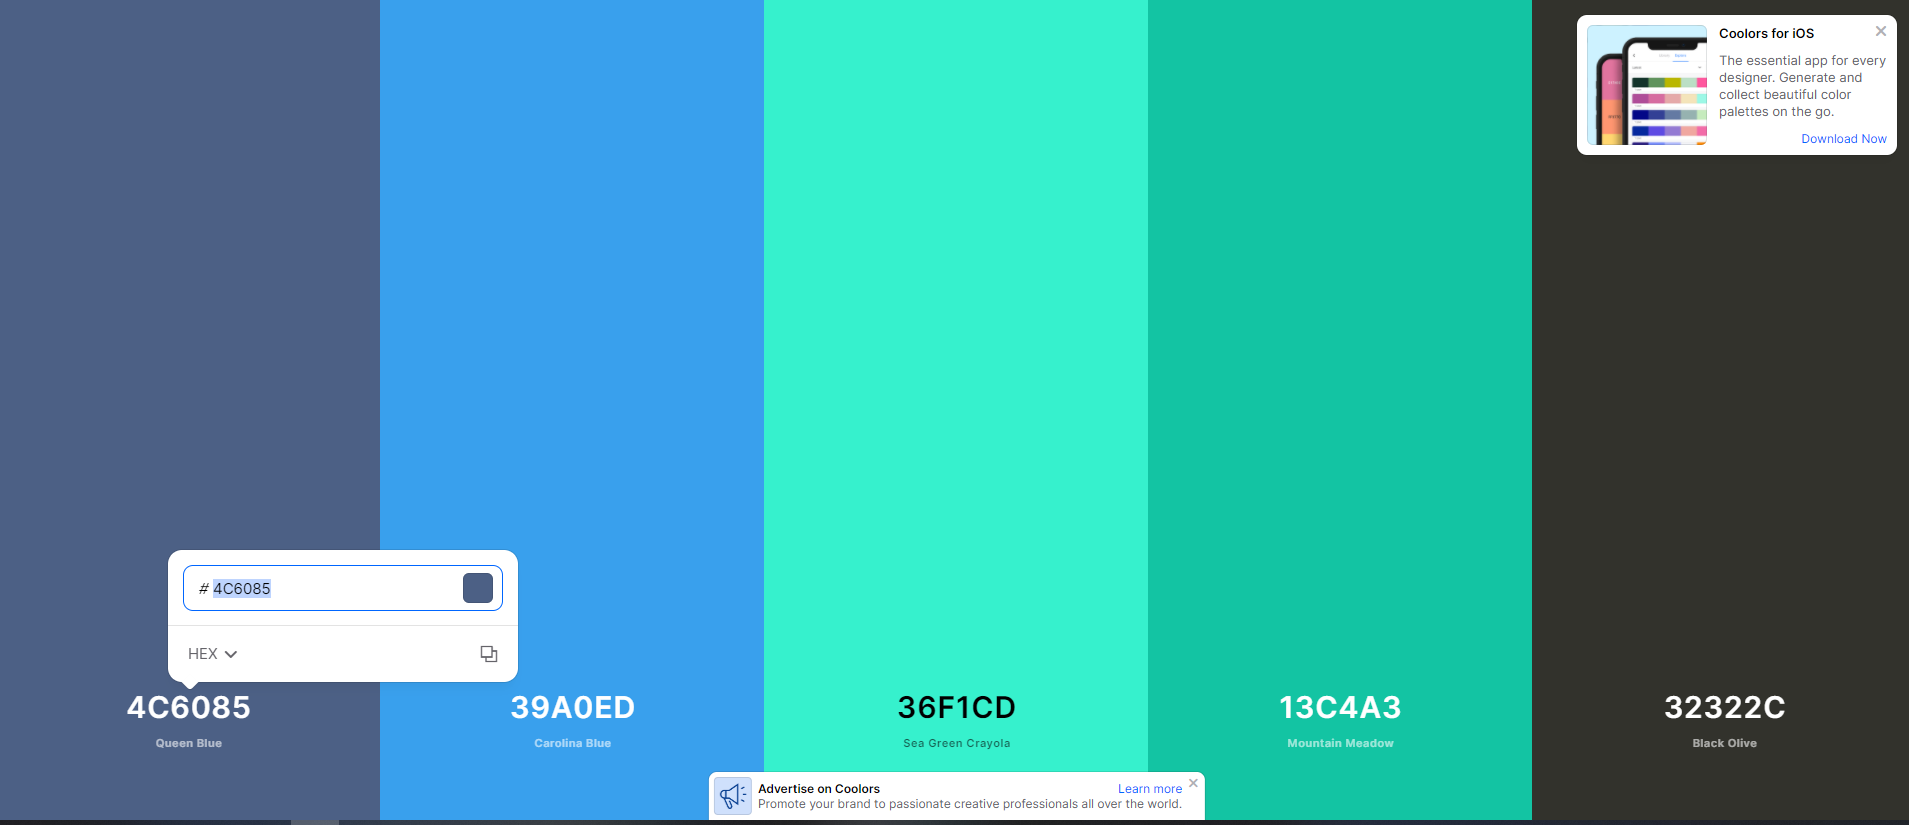 Coolors for iOS
The essential app for every
designer. Generate and
collect beautiful color
palettes on the go.
Download Now
# 4C6085
HEX
4C6085
Queen Blue
39A0ED
Carolina Blue
36F1CD
Sea Green Crayola
13C4A3
Mountain Meadow
32322C
Black Olive
Advertise on Coolors
Learn more
Promote your brand to passionate creative professionals all over the world.